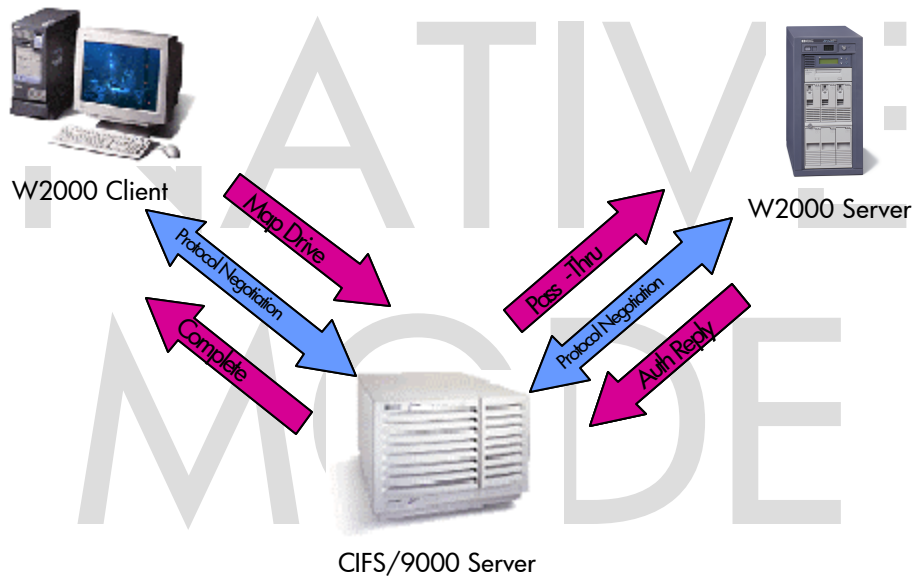 NATIVE
MODE
W2000 Client
W2000 Server
Map Drive
Protocol Negotiation
Complete
Pass -Thru
Protocol Negotiation
Auth Reply
CIFS/9000 Server